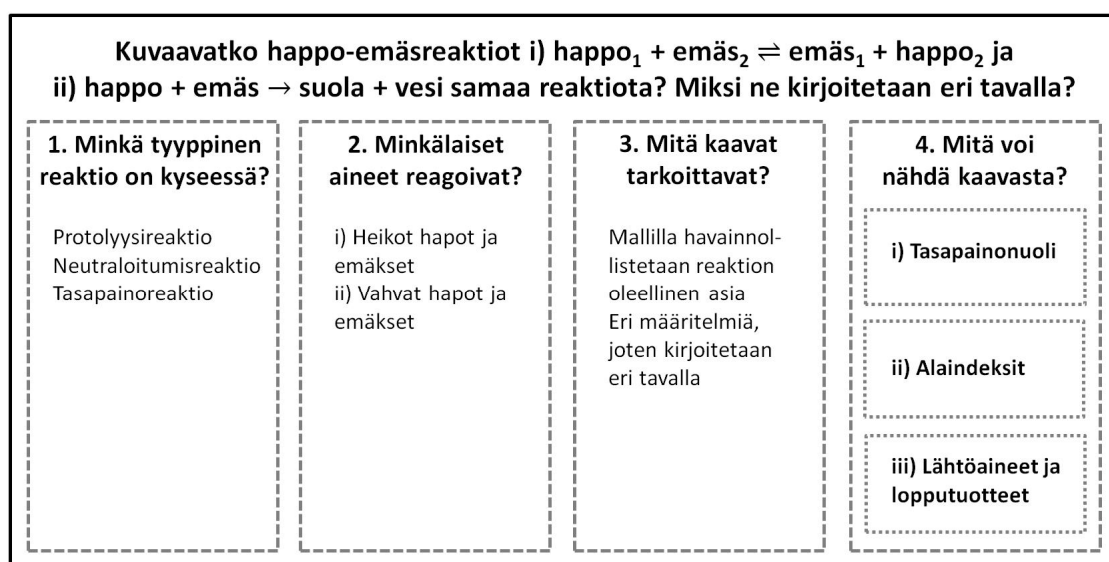 Kuvaavatko happo-emäsreaktiot i) happo₁ + emäs₂ ⇌ emäs₁ + happo₂ ja
ii) happo + emäs → suola + vesi samaa reaktiota? Miksi ne kirjoitetaan eri tavalla?
1. Minkä tyyppinen
reaktio on kyseessä?
Protolyysireaktio
Neutraloitumisreaktio
Tasapainoreaktio
2. Minkälaiset
aineet reagoivat?
i) Heikot hapot ja
emäkset
ii) Vahvat hapot ja
emäkset
3. Mitä kaavat
tarkoittavat?
Mallilla havainnol-
listetaan reaktion
oleellinen asia
Eri määritelmiä,
joten kirjoitetaan
eri tavalla
4. Mitä voi
nähdä kaavasta?
i) Tasapainonuoli
ii) Alaindeksit
iii) Lähtöaineet ja
lopputuotteet